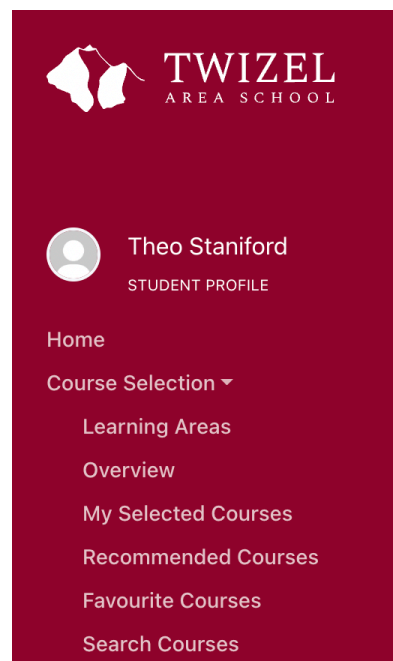 TWIZEL
AREA SCHOOL
Theo Staniford
STUDENT PROFILE
Home
Course Selection
Learning Areas
Overview
My Selected Courses
Recommended Courses
Favourite Courses
Search Courses